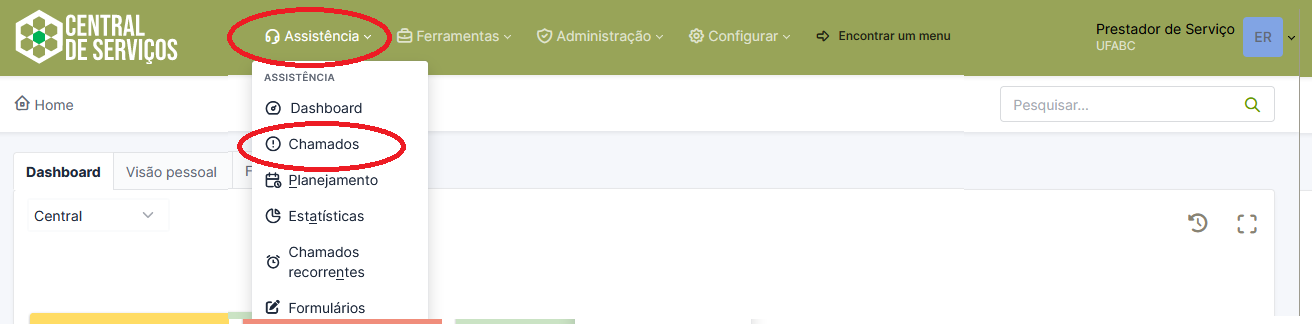 CENTRAL
DE SERVIÇOS
Assistência
Ferramentas
Administração
Configurar
Encontrar um menu
Prestador de Serviço
UFABC
ER
ASSISTÊNCIA
Dashboard
Chamados
Planejamento
Estatísticas
Chamados
recorrentes
Formulários
Home
Pesquisar...
Dashboard
Visão pessoal
Central